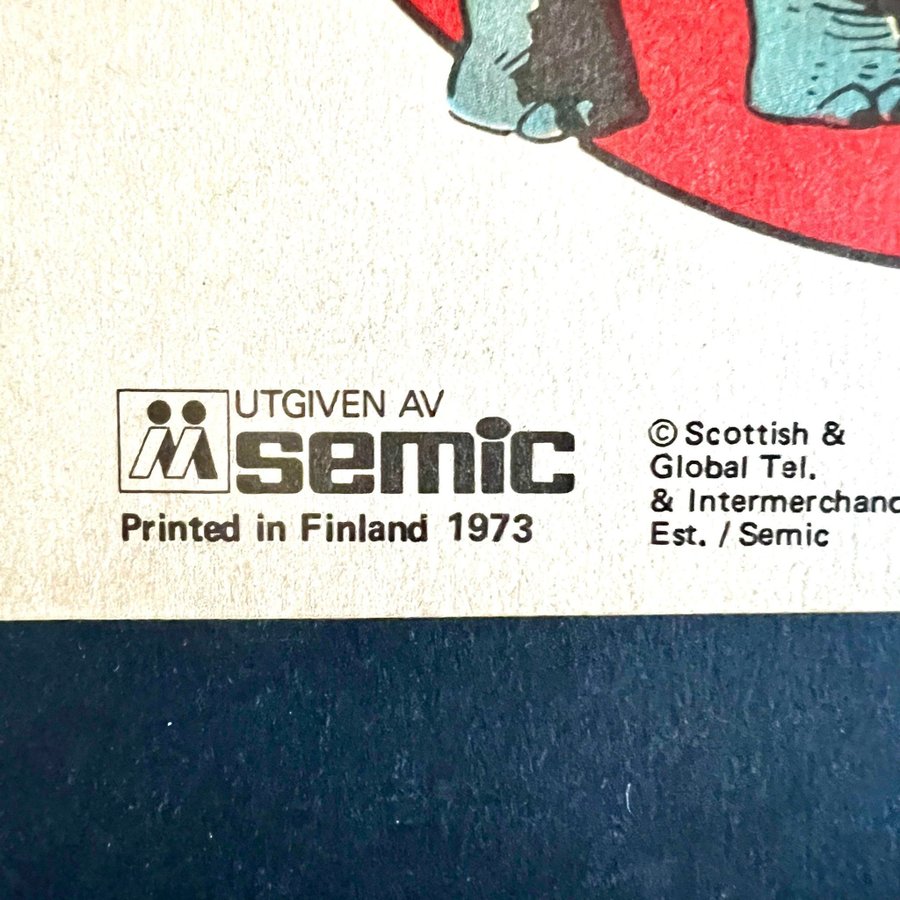 UTGIVEN AV
semic
Printed in Finland 1973
© Scottish &
Global Tel.
& Intermerchand
Est. / Semic